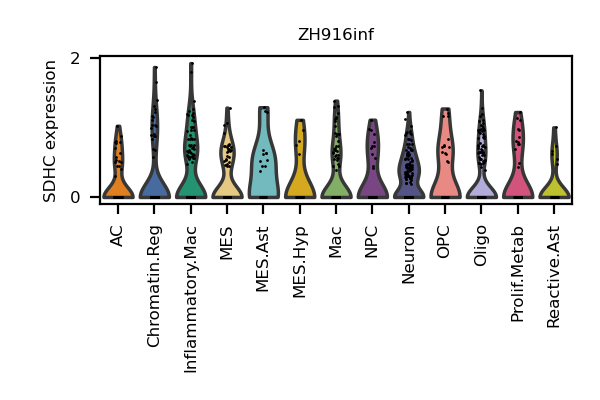 ZH916inf
SDHC expression
2
0
AC
Chromatin.Reg
Inflammatory.Mac
MES
MES.Ast
MES.Hyp
Mac
NPC
Neuron
OPC
Oligo
Prolif.Metab
Reactive.Ast